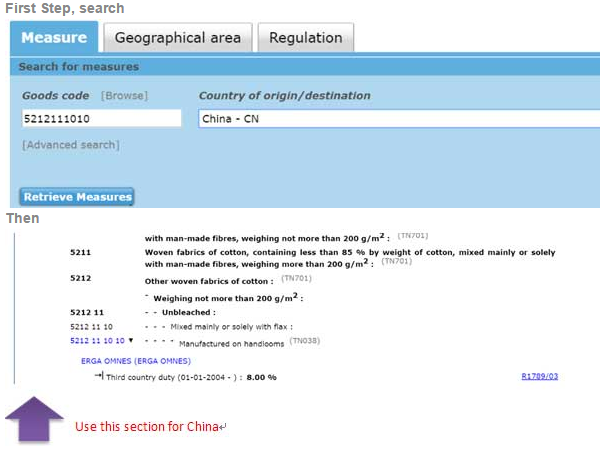 First Step, search
Measure Geographical area Regulation
Search for measures
Goods code [Browse] Country of origin/destination
5212111010 China - CN
[Advanced search]
Retrieve Measures
Then
with man-made fibres, weighing not more than 200 g/m2 : (TN701)
5211 Woven fabrics of cotton, containing less than 85 % by weight of cotton, mixed mainly or solely
with man-made fibres, weighing more than 200 g/m2 : (TN701)
5212 Other woven fabrics of cotton : (TN701)
- Weighing not more than 200 g/m2 :
5212 11 - - Unbleached :
5212 11 10 - - - Mixed mainly or solely with flax :
5212 11 10 10 ▼ - - - - Manufactured on handlooms (TN038)
ERGA OMNES (ERGA OMNES)
Third country duty (01-01-2004 - ) : 8.00 % R1789/03
Use this section for China↵